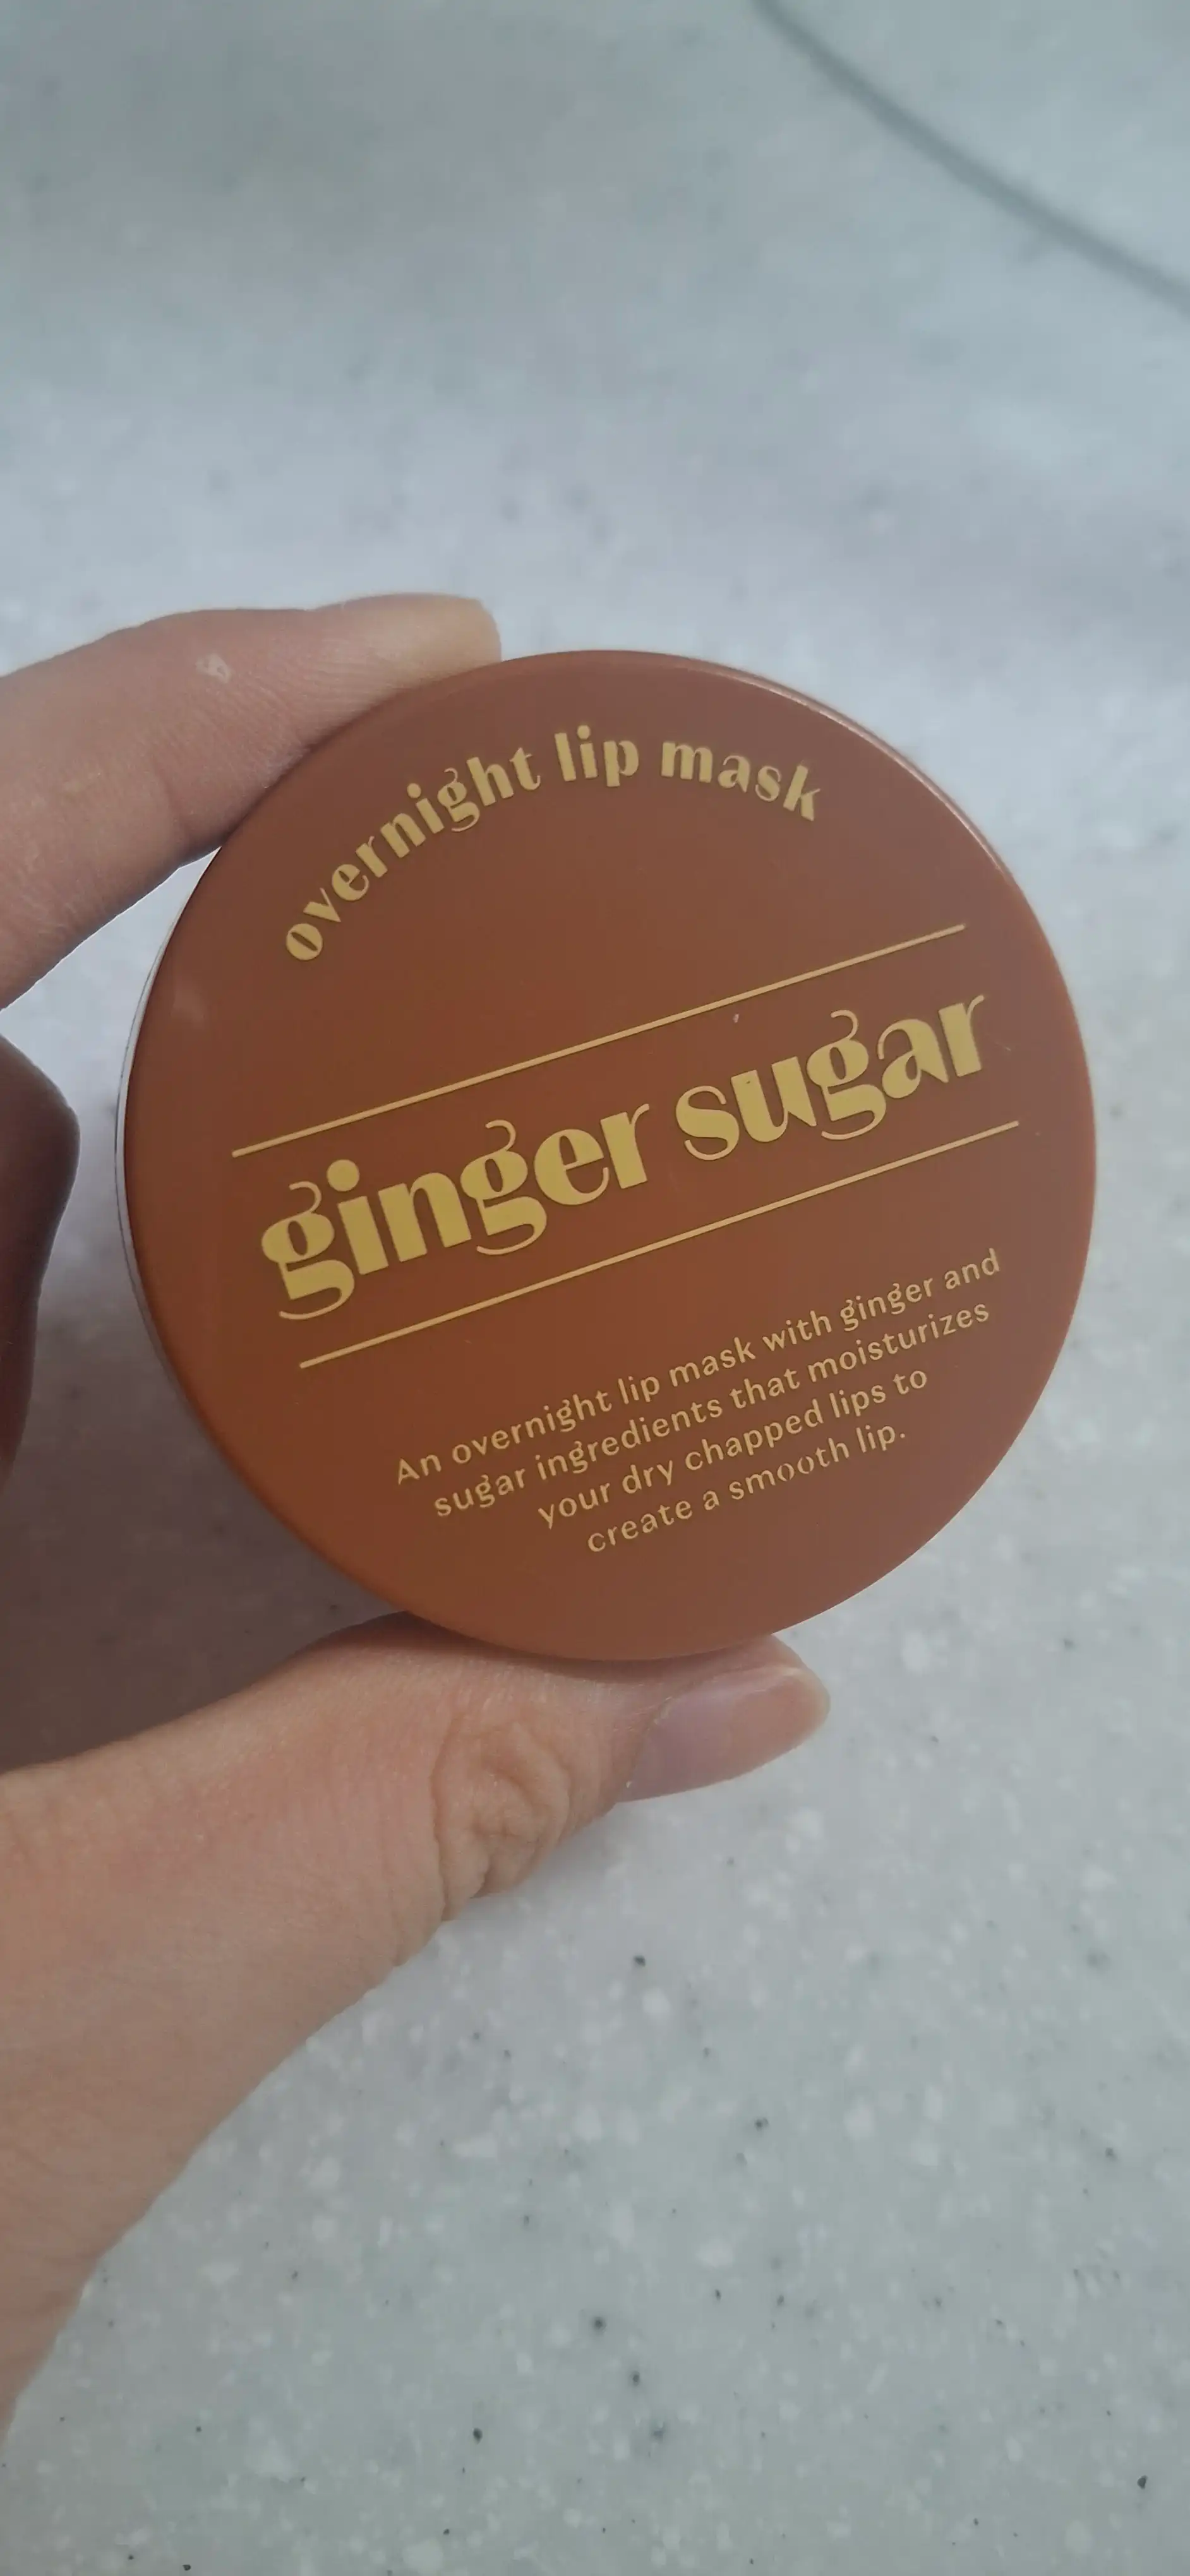 overnight lip mask
ginger sugar
An overnight lip mask with ginger and
sugar ingredients that moisturizes
your dry chapped lips to
create a smooth lip.